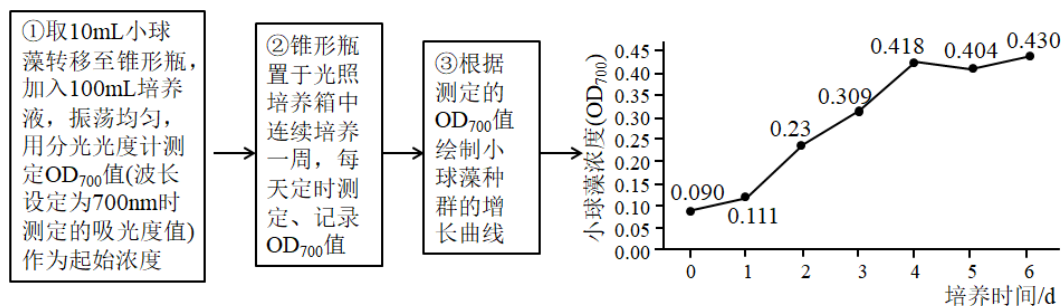 ①取10mL小球
藻转移至锥形瓶，
加入100mL培养
液，振荡均匀，
用分光光度计测
定OD700值(波长
设定为700nm时
测定的吸光度值)
作为起始浓度
②锥形瓶
置于光照
培养箱中
连续培养
一周，每
天定时测
定、记录
OD700值
③根据
测定的
OD700值
绘制小
球藻种
群的增
长曲线
小球藻浓度(OD700)
0.45
0.40
0.35
0.30
0.25
0.20
0.15
0.10
0.05
0.00
0.090
0.111
0.23
0.309
0.418
0.404
0.430
0 1 2 3 4 5 6
培养时间/d